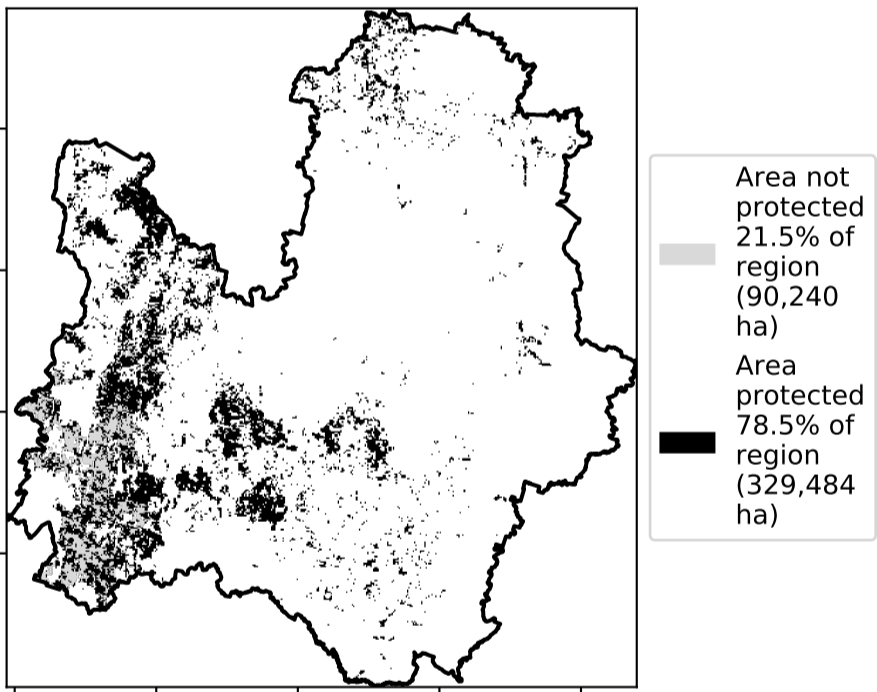 Area not
protected
21.5% of
region
(90,240
ha)
Area
protected
78.5% of
region
(329,484
ha)